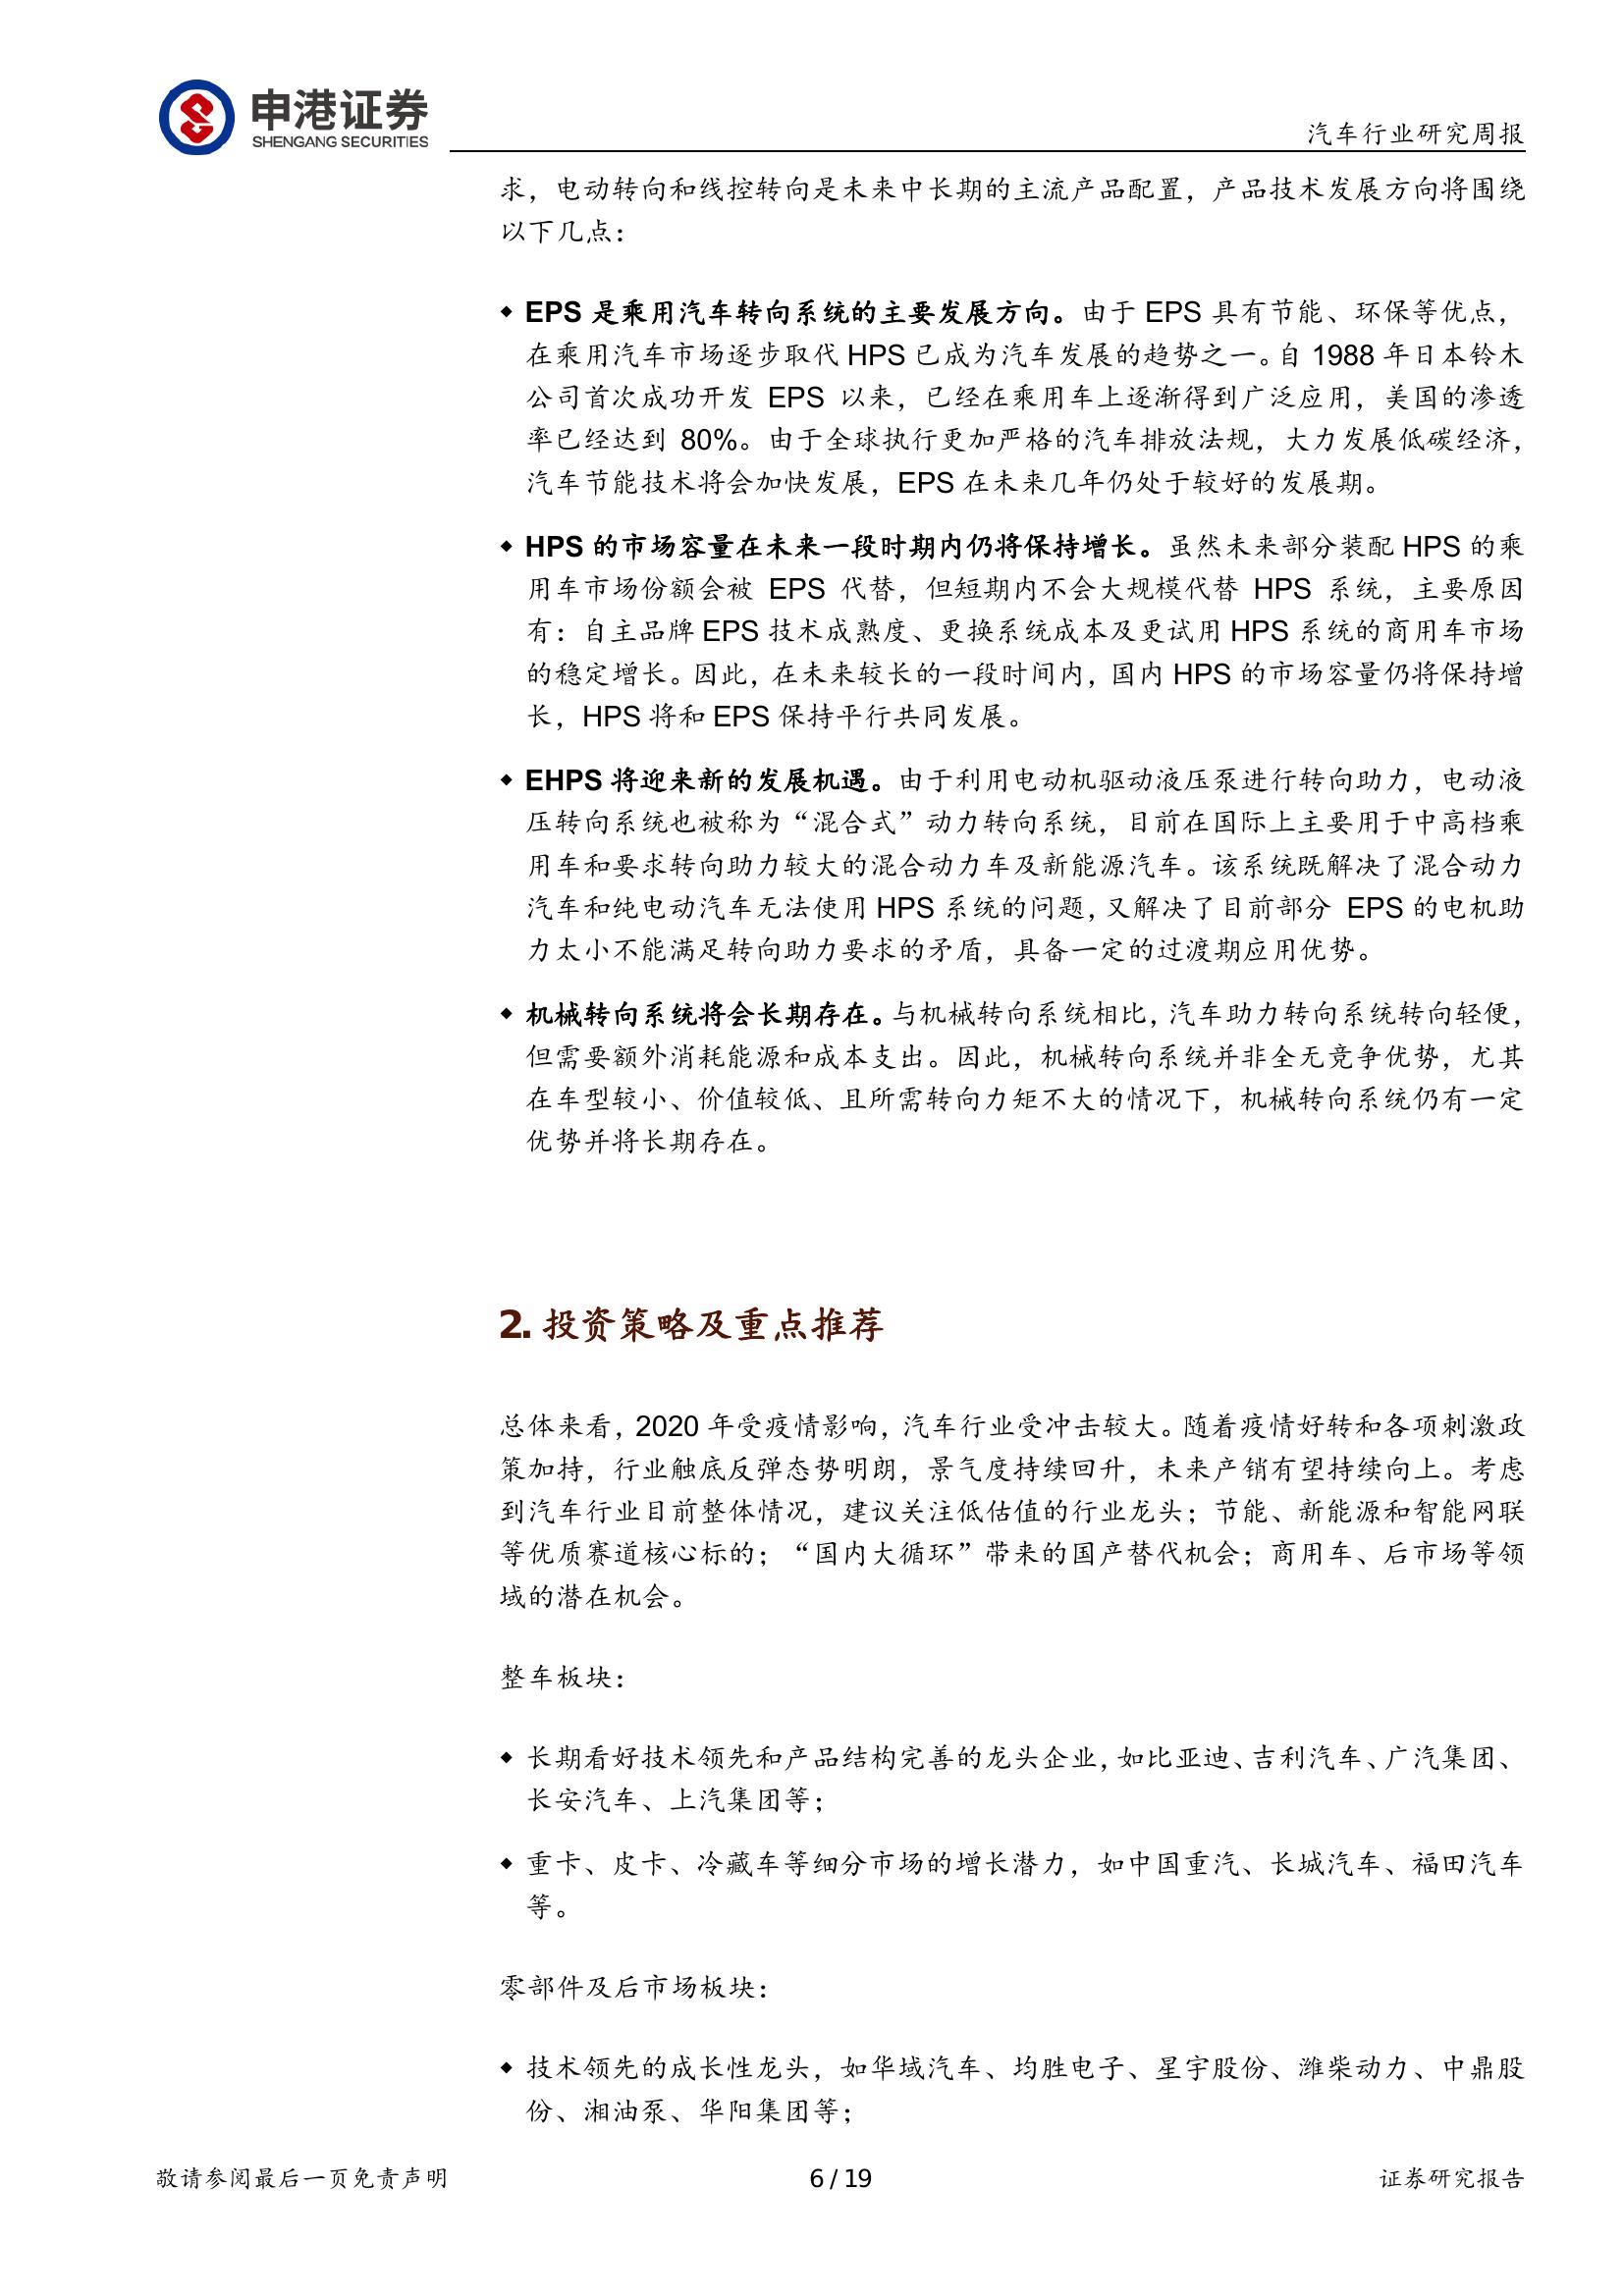 申港证券
SHENGANG SECURITIES
汽车行业研究周报
求，电动转向和线控转向是未来中长期的主流产品配置，产品技术发展方向将围绕
以下几点：
◆ EPS 是乘用汽车转向系统的主要发展方向。由于 EPS 具有节能、环保等优点，
在乘用汽车市场逐步取代 HPS 已成为汽车发展的趋势之一。自 1988 年日本铃木
公司首次成功开发 EPS 以来，已经在乘用车上逐渐得到广泛应用，美国的渗透
率已经达到 80%。由于全球执行更加严格的汽车排放法规，大力发展低碳经济，
汽车节能技术将会加快发展，EPS 在未来几年仍处于较好的发展期。
◆ HPS 的市场容量在未来一段时期内仍将保持增长。虽然未来部分装配 HPS 的乘
用车市场份额会被 EPS 代替，但短期内不会大规模代替 HPS 系统，主要原因
有：自主品牌 EPS 技术成熟度、更换系统成本及更试用 HPS 系统的商用车市场
的稳定增长。因此，在未来较长的一段时间内，国内 HPS 的市场容量仍将保持增
长，HPS 将和 EPS 保持平行共同发展。
◆ EHPS 将迎来新的发展机遇。由于利用电动机驱动液压泵进行转向助力，电动液
压转向系统也被称为“混合式”动力转向系统，目前在国际上主要用于中高档乘
用车和要求转向助力较大的混合动力车及新能源汽车。该系统既解决了混合动力
汽车和纯电动汽车无法使用 HPS 系统的问题，又解决了目前部分 EPS 的电机助
力太小不能满足转向助力要求的矛盾，具备一定的过渡期应用优势。
◆ 机械转向系统将会长期存在。与机械转向系统相比，汽车助力转向系统转向轻便，
但需要额外消耗能源和成本支出。因此，机械转向系统并非全无竞争优势，尤其
在车型较小、价值较低、且所需转向力矩不大的情况下，机械转向系统仍有一定
优势并将长期存在。
2. 投资策略及重点推荐
总体来看，2020 年受疫情影响，汽车行业受冲击较大。随着疫情好转和各项刺激政
策加持，行业触底反弹态势明朗，景气度持续回升，未来产销有望持续向上。考虑
到汽车行业目前整体情况，建议关注低估值的行业龙头；节能、新能源和智能网联
等优质赛道核心标的；“国内大循环”带来的国产替代机会；商用车、后市场等领
域的潜在机会。
整车板块：
◆ 长期看好技术领先和产品结构完善的龙头企业，如比亚迪、吉利汽车、广汽集团、
长安汽车、上汽集团等；
◆ 重卡、皮卡、冷藏车等细分市场的增长潜力，如中国重汽、长城汽车、福田汽车
等。
零部件及后市场板块：
◆ 技术领先的成长性龙头，如华域汽车、均胜电子、星宇股份、潍柴动力、中鼎股
份、湘油泵、华阳集团等；
敬请参阅最后一页免责声明
6 / 19
证券研究报告